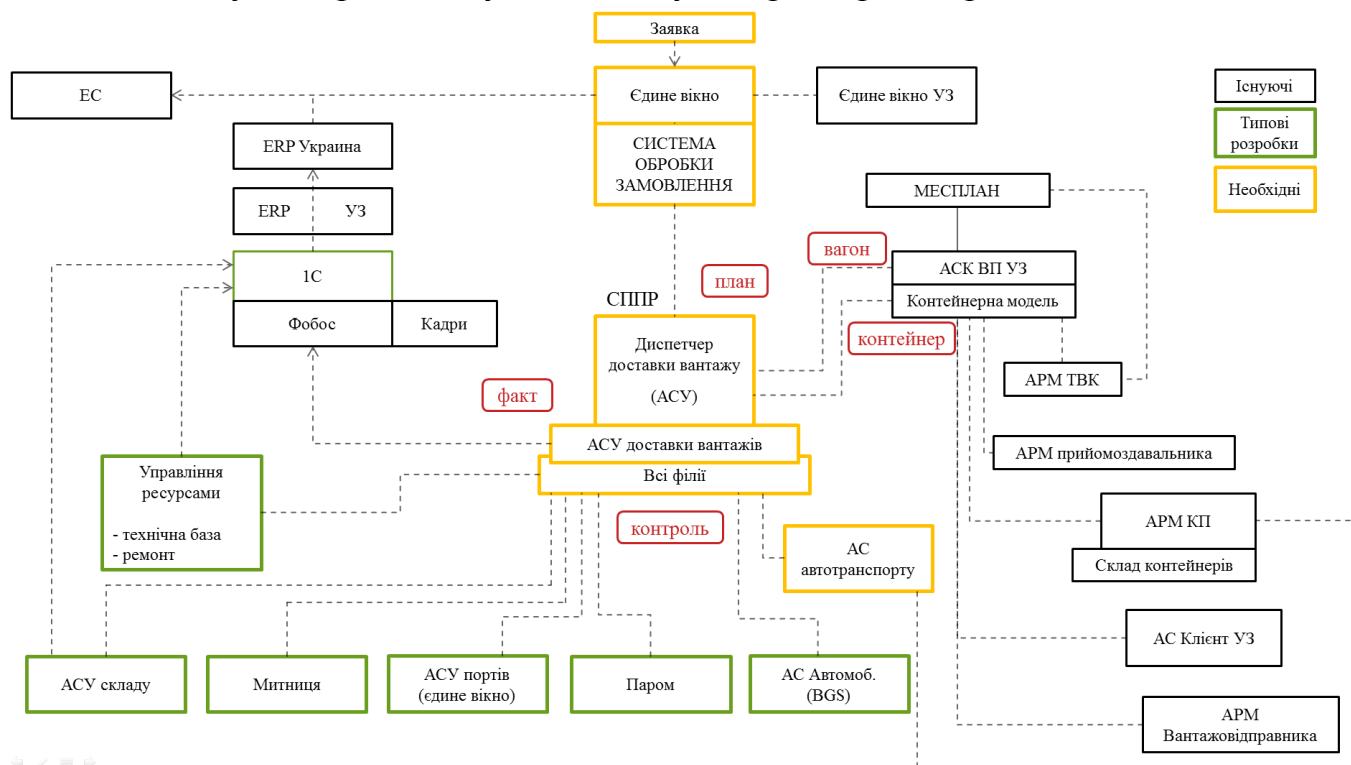 Заявка
ЕС
Єдине вікно
Єдине вікно УЗ
Існуючі
ERP Украина
СИСТЕМА
ОБРОБКИ
ЗАМОВЛЕННЯ
Типові
розробки
Необхідні
ERP УЗ
МЕСПЛАН
1С
вагон
АСК ВП УЗ
план
Контейнерна модель
СППР
Фобос
Кадри
контейнер
Диспетчер
доставки вантажу
(АСУ)
АРМ ТВК
факт
АСУ доставки вантажів
Всі філії
АРМ прийомоздавальника
Управління
ресурсами
- технічна база
- ремонт
контроль
АРМ КП
Склад контейнерів
АС
автотранспорту
АС Клієнт УЗ
АСУ складу
Митниця
АСУ портів
(єдине вікно)
Паром
АС Автомоб.
(BGS)
АРМ
Вантажовідправника